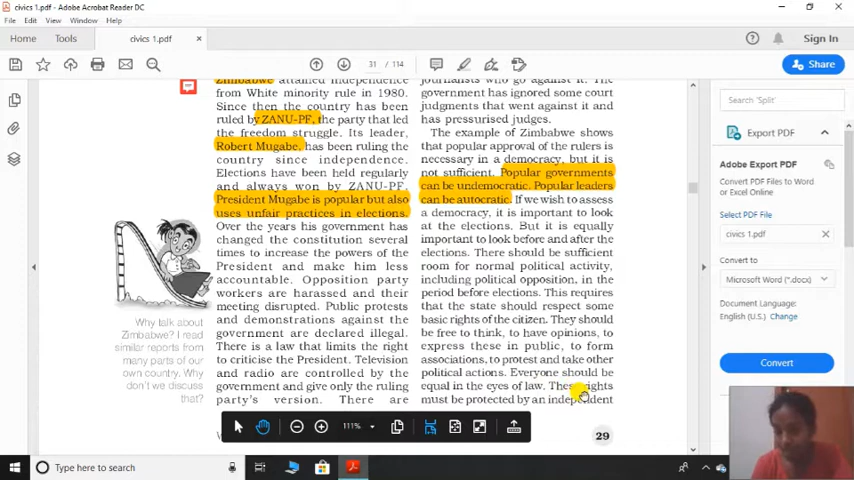 civics 1.pdf - Adobe Acrobat Reader DC
File Edit View Window Help
Home Tools civics 1.pdf × Sign In
31 / 114 Share
Zimbabwe attained independence
from White minority rule in 1980.
Since then the country has been
ruled by ZANU-PF, the party that led
the freedom struggle. Its leader,
Robert Mugabe, has been ruling the
country since independence.
Elections have been held regularly
and always won by ZANU-PF.
President Mugabe is popular but also
uses unfair practices in elections.
Over the years his government has
changed the constitution several
times to increase the powers of the
President and make him less
accountable. Opposition party
workers are harassed and their
meeting disrupted. Public protests
and demonstrations against the
government are declared illegal.
There is a law that limits the right
to criticise the President. Television
and radio are controlled by the
government and give only the ruling
party's version. There are
Why talk about
Zimbabwe? I read
similar reports from
many parts of our
own country. Why
don't we discuss
that?
journalists who go against it. The
government has ignored some court
judgments that went against it and
has pressurised judges.
The example of Zimbabwe shows
that popular approval of the rulers is
necessary in a democracy, but it is
not sufficient. Popular governments
can be undemocratic. Popular leaders
can be autocratic. If we wish to assess
a democracy, it is important to look
at the elections. But it is equally
important to look before and after the
elections. There should be sufficient
room for normal political activity,
including political opposition, in the
period before elections. This requires
that the state should respect some
basic rights of the citizen. They should
be free to think, to have opinions, to
express these in public, to form
associations, to protest and take other
political actions. Everyone should be
equal in the eyes of law. These rights
must be protected by an independent
111%
29
Search 'Split'
Export PDF
Adobe Export PDF
Convert PDF Files to Word
or Excel Online
Select PDF File
civics 1.pdf
Convert to
Microsoft Word (*.docx)
Document Language:
English (U.S.) Change
Convert
Type here to search